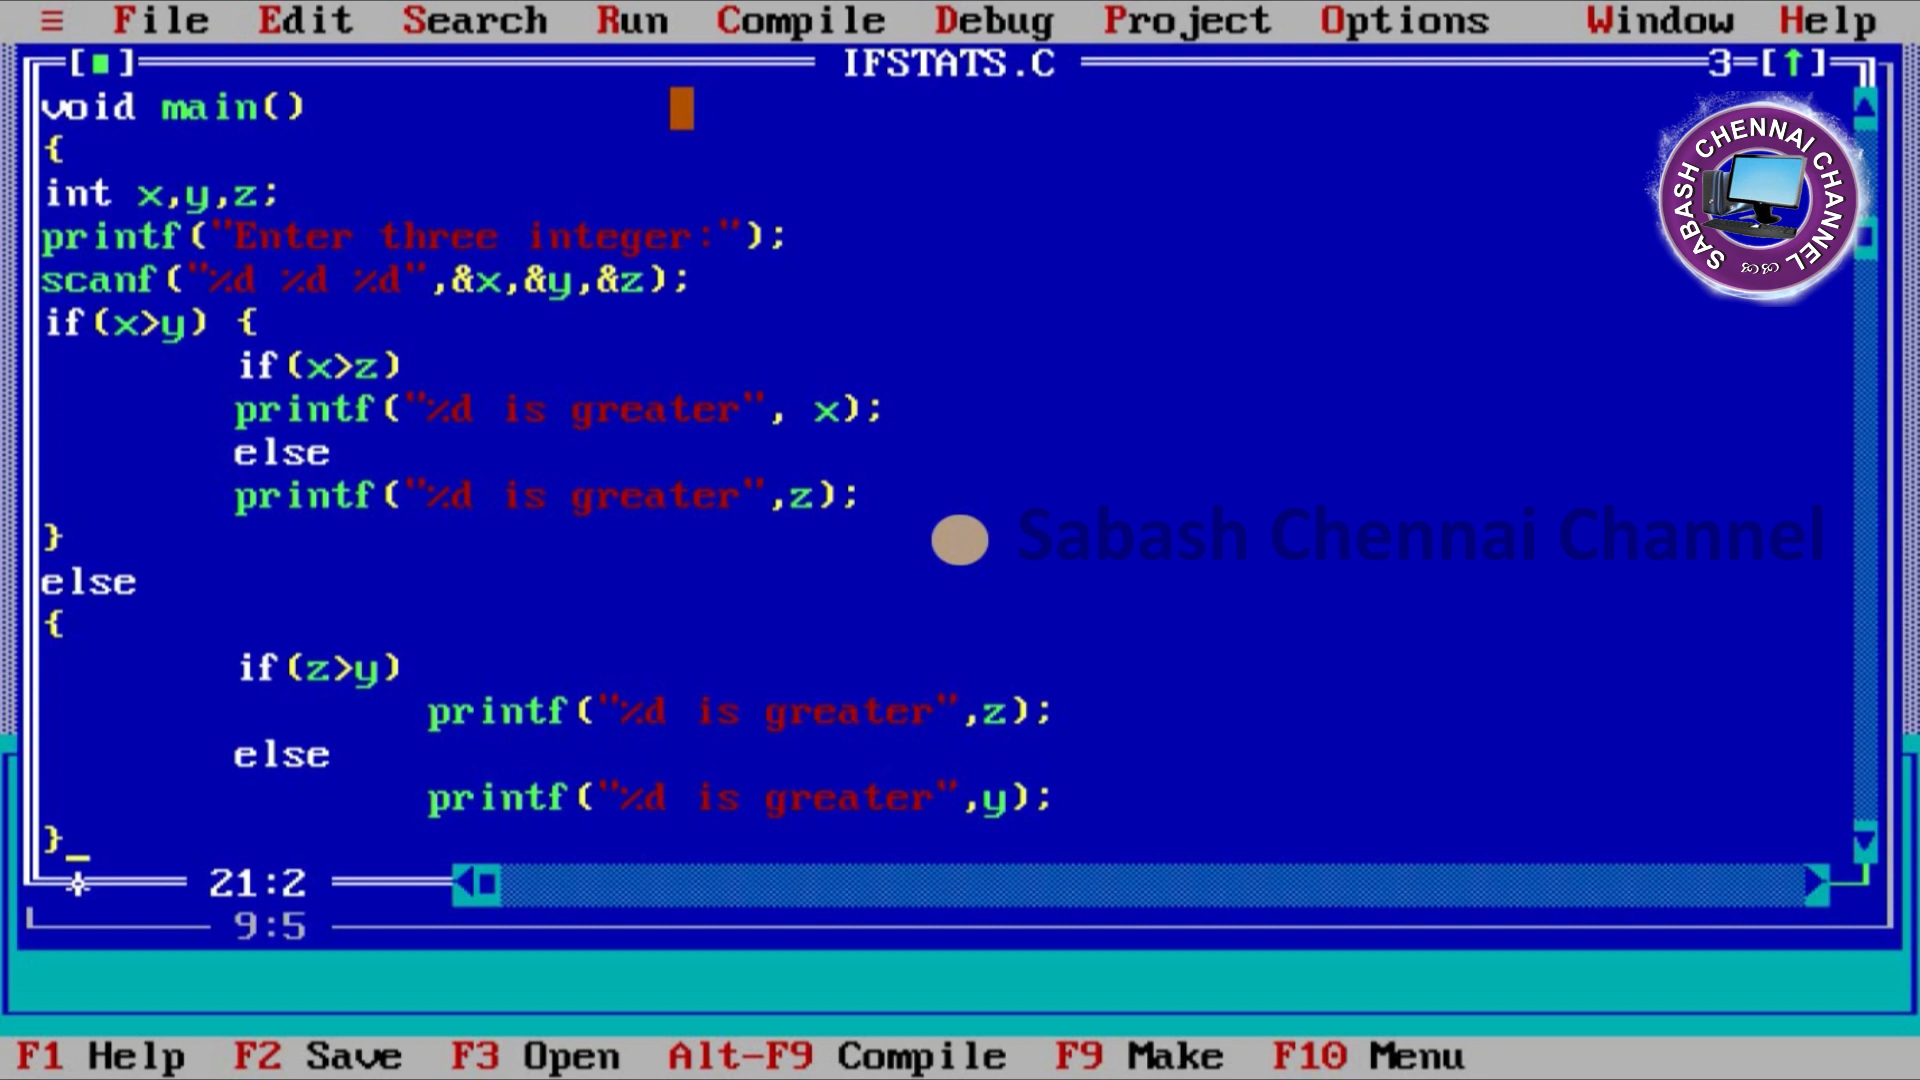 ≡ File Edit Search Run Compile Debug Project Options Window Help
[■] IFSTATS.C 3=[↑]
void main()
{
int x,y,z;
printf("Enter three integer:");
scanf("%d %d %d",&x,&y,&z);
if(x>y) {
if(x>z)
printf("%d is greater", x);
else
printf("%d is greater",z);
}
else
{
if(z>y)
printf("%d is greater",z);
else
printf("%d is greater",y);
}
21:2
9:5
SABASH CHENNAI CHANNEL
Sabash Chennai Channel
F1 Help F2 Save F3 Open Alt-F9 Compile F9 Make F10 Menu